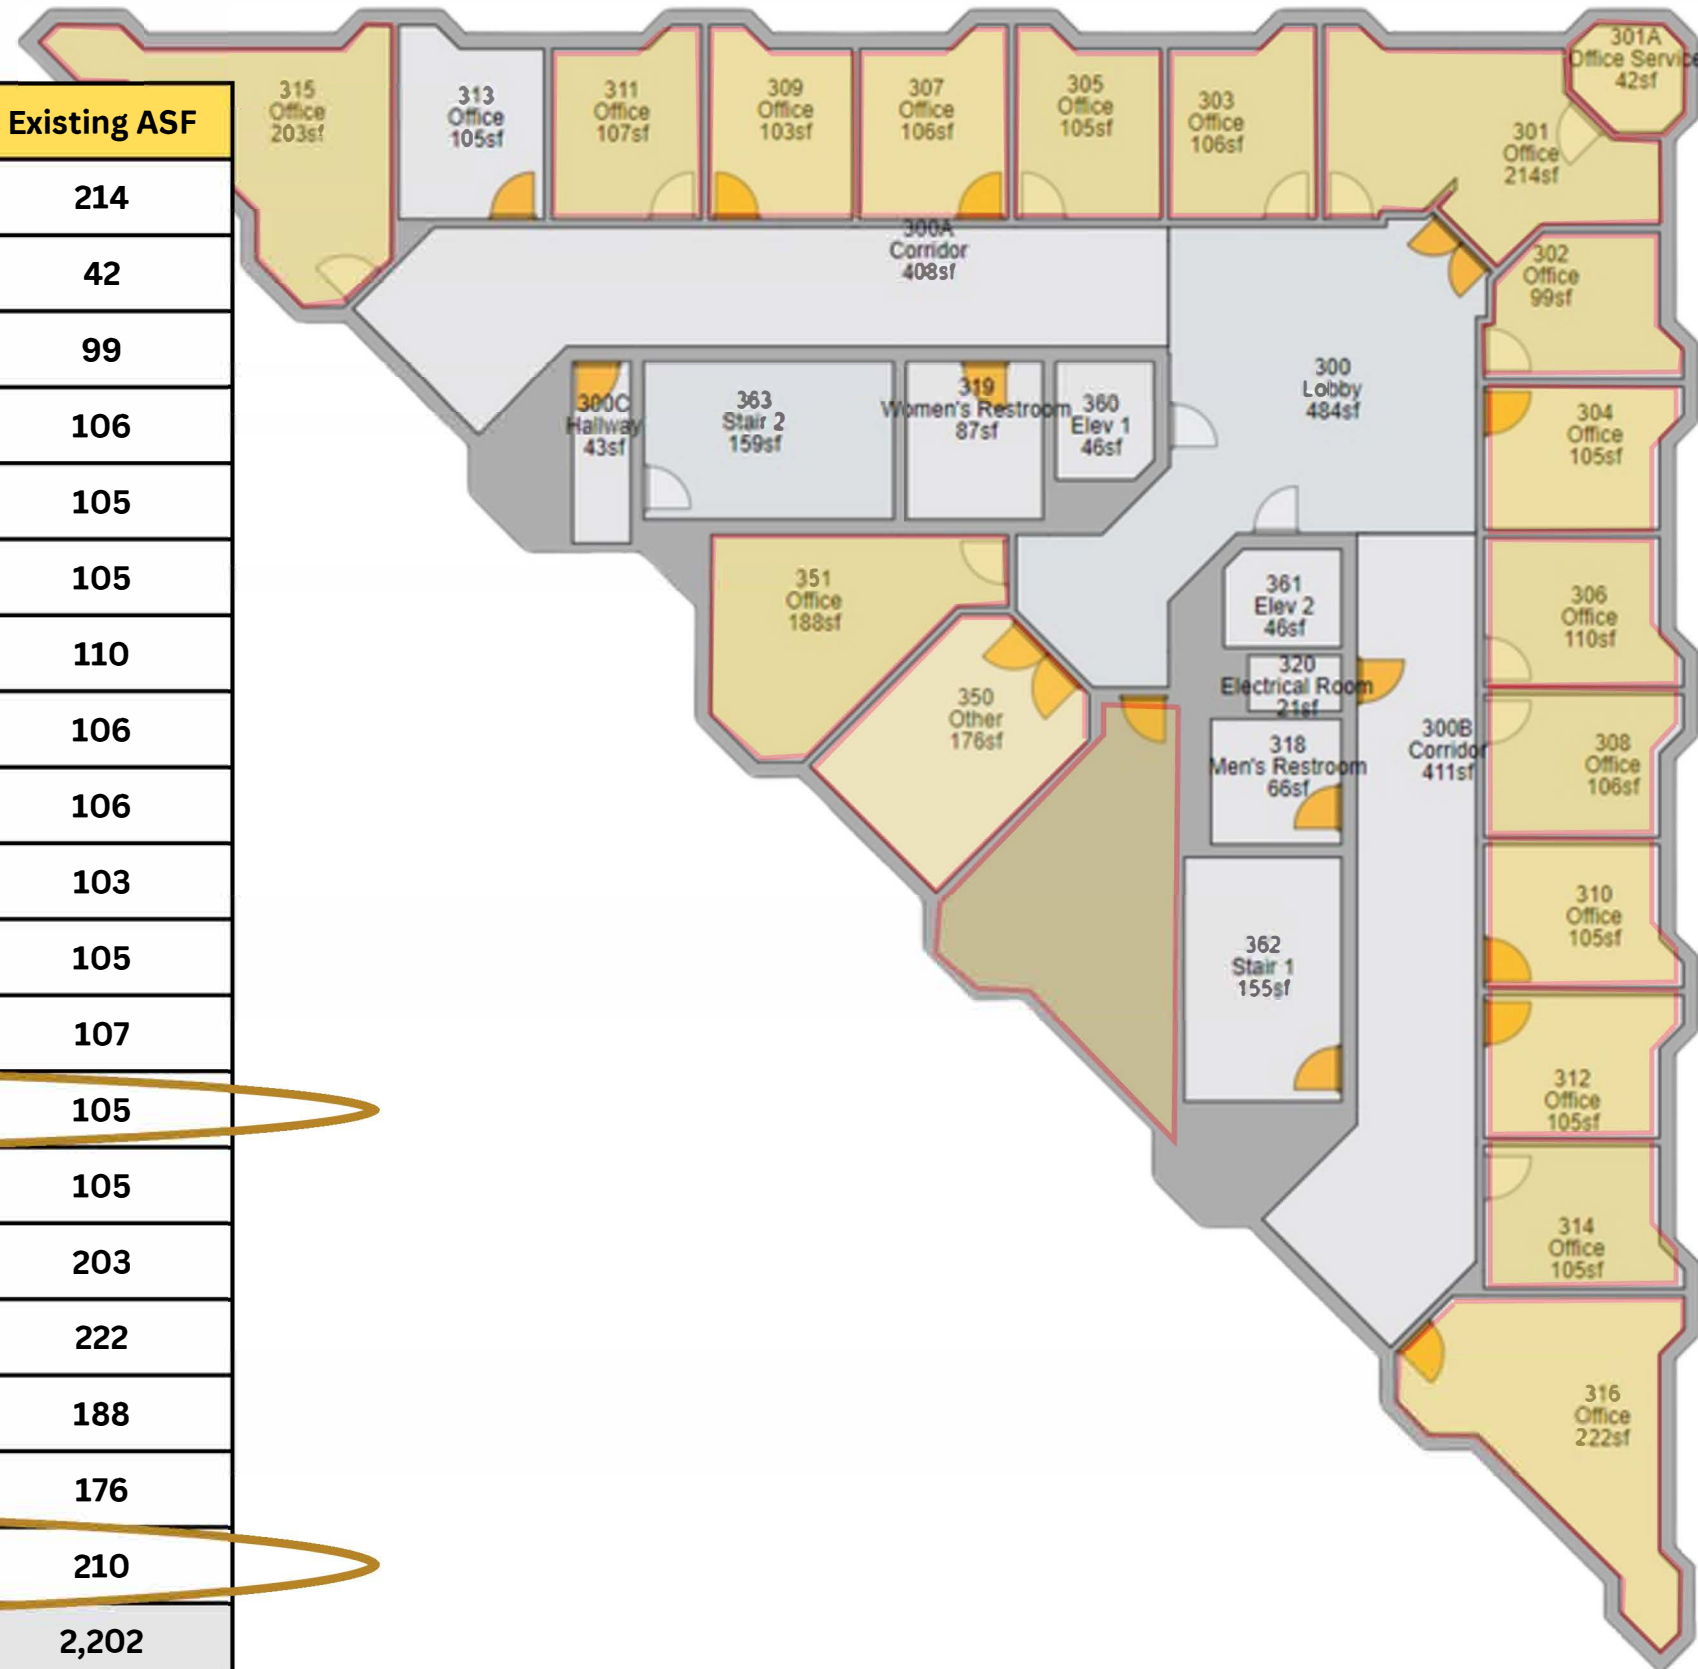 Existing ASF
214
42
99
106
105
105
110
106
106
103
105
107
105
105
203
222
188
176
210
2,202
315
Office
203sf
313
Office
105sf
311
Office
107sf
309
Office
103sf
307
Office
106sf
305
Office
105sf
303
Office
106sf
301
Office
214sf
301A
Office Service
42sf
300A
Corridor
408sf
302
Office
99sf
300
Lobby
484sf
300C
Hallway
43sf
363
Stair 2
159sf
319
Women's Restroom
87sf
360
Elev 1
46sf
304
Office
105sf
351
Office
188sf
361
Elev 2
46sf
306
Office
110sf
320
Electrical Room
21sf
350
Other
176sf
318
Men's Restroom
66sf
300B
Corridor
411sf
308
Office
106sf
310
Office
105sf
362
Stair 1
155sf
312
Office
105sf
314
Office
105sf
316
Office
222sf